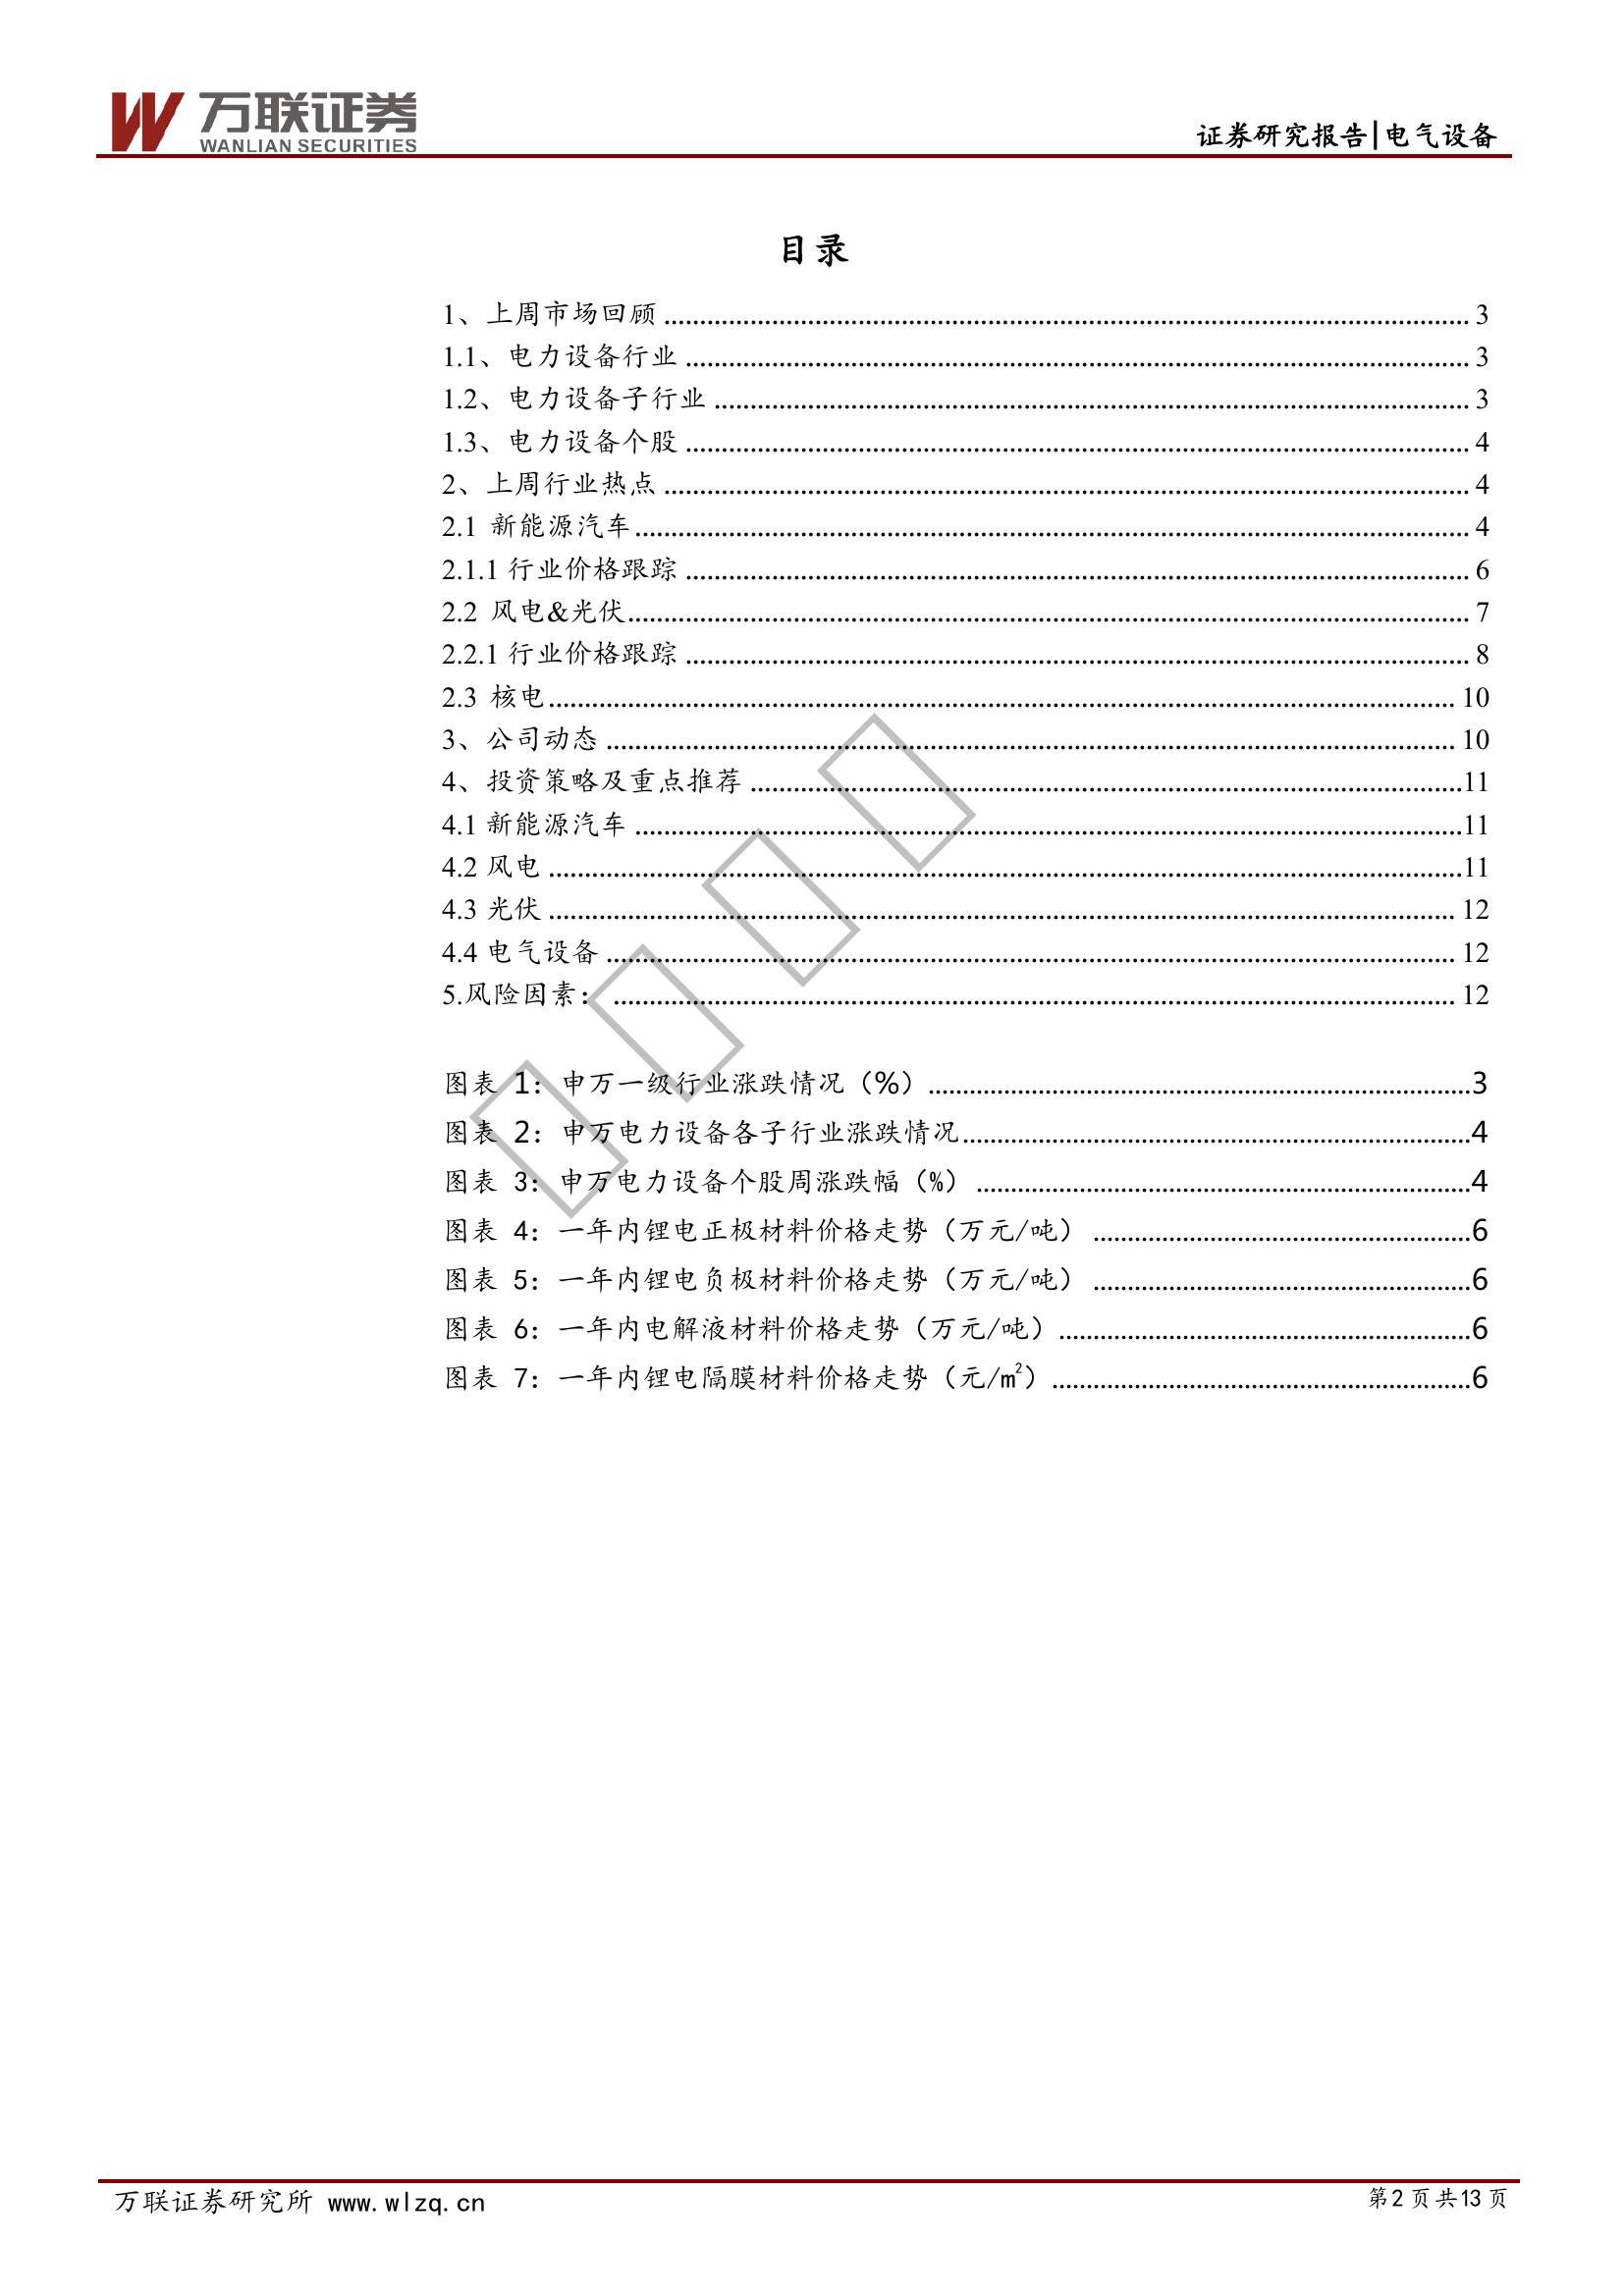 万联证券
WANLIAN SECURITIES
证券研究报告|电气设备
目录
1、上周市场回顾 ........ 3
1.1、电力设备行业 ........ 3
1.2、电力设备子行业 ........ 3
1.3、电力设备个股 ........ 4
2、上周行业热点 ........ 4
2.1 新能源汽车 ........ 4
2.1.1 行业价格跟踪 ........ 6
2.2 风电&光伏 ........ 7
2.2.1 行业价格跟踪 ........ 8
2.3 核电 ........ 10
3、公司动态 ........ 10
4、投资策略及重点推荐 ........ 11
4.1 新能源汽车 ........ 11
4.2 风电 ........ 11
4.3 光伏 ........ 12
4.4 电气设备 ........ 12
5.风险因素： ........ 12
图表 1：申万一级行业涨跌情况（%） ........ 3
图表 2：申万电力设备各子行业涨跌情况 ........ 4
图表 3：申万电力设备个股周涨跌幅（%） ........ 4
图表 4：一年内锂电正极材料价格走势（万元/吨） ........ 6
图表 5：一年内锂电负极材料价格走势（万元/吨） ........ 6
图表 6：一年内电解液材料价格走势（万元/吨） ........ 6
图表 7：一年内锂电隔膜材料价格走势（元/m²） ........ 6
万联证券研究所 www.wlzq.cn
第2 页 共13 页